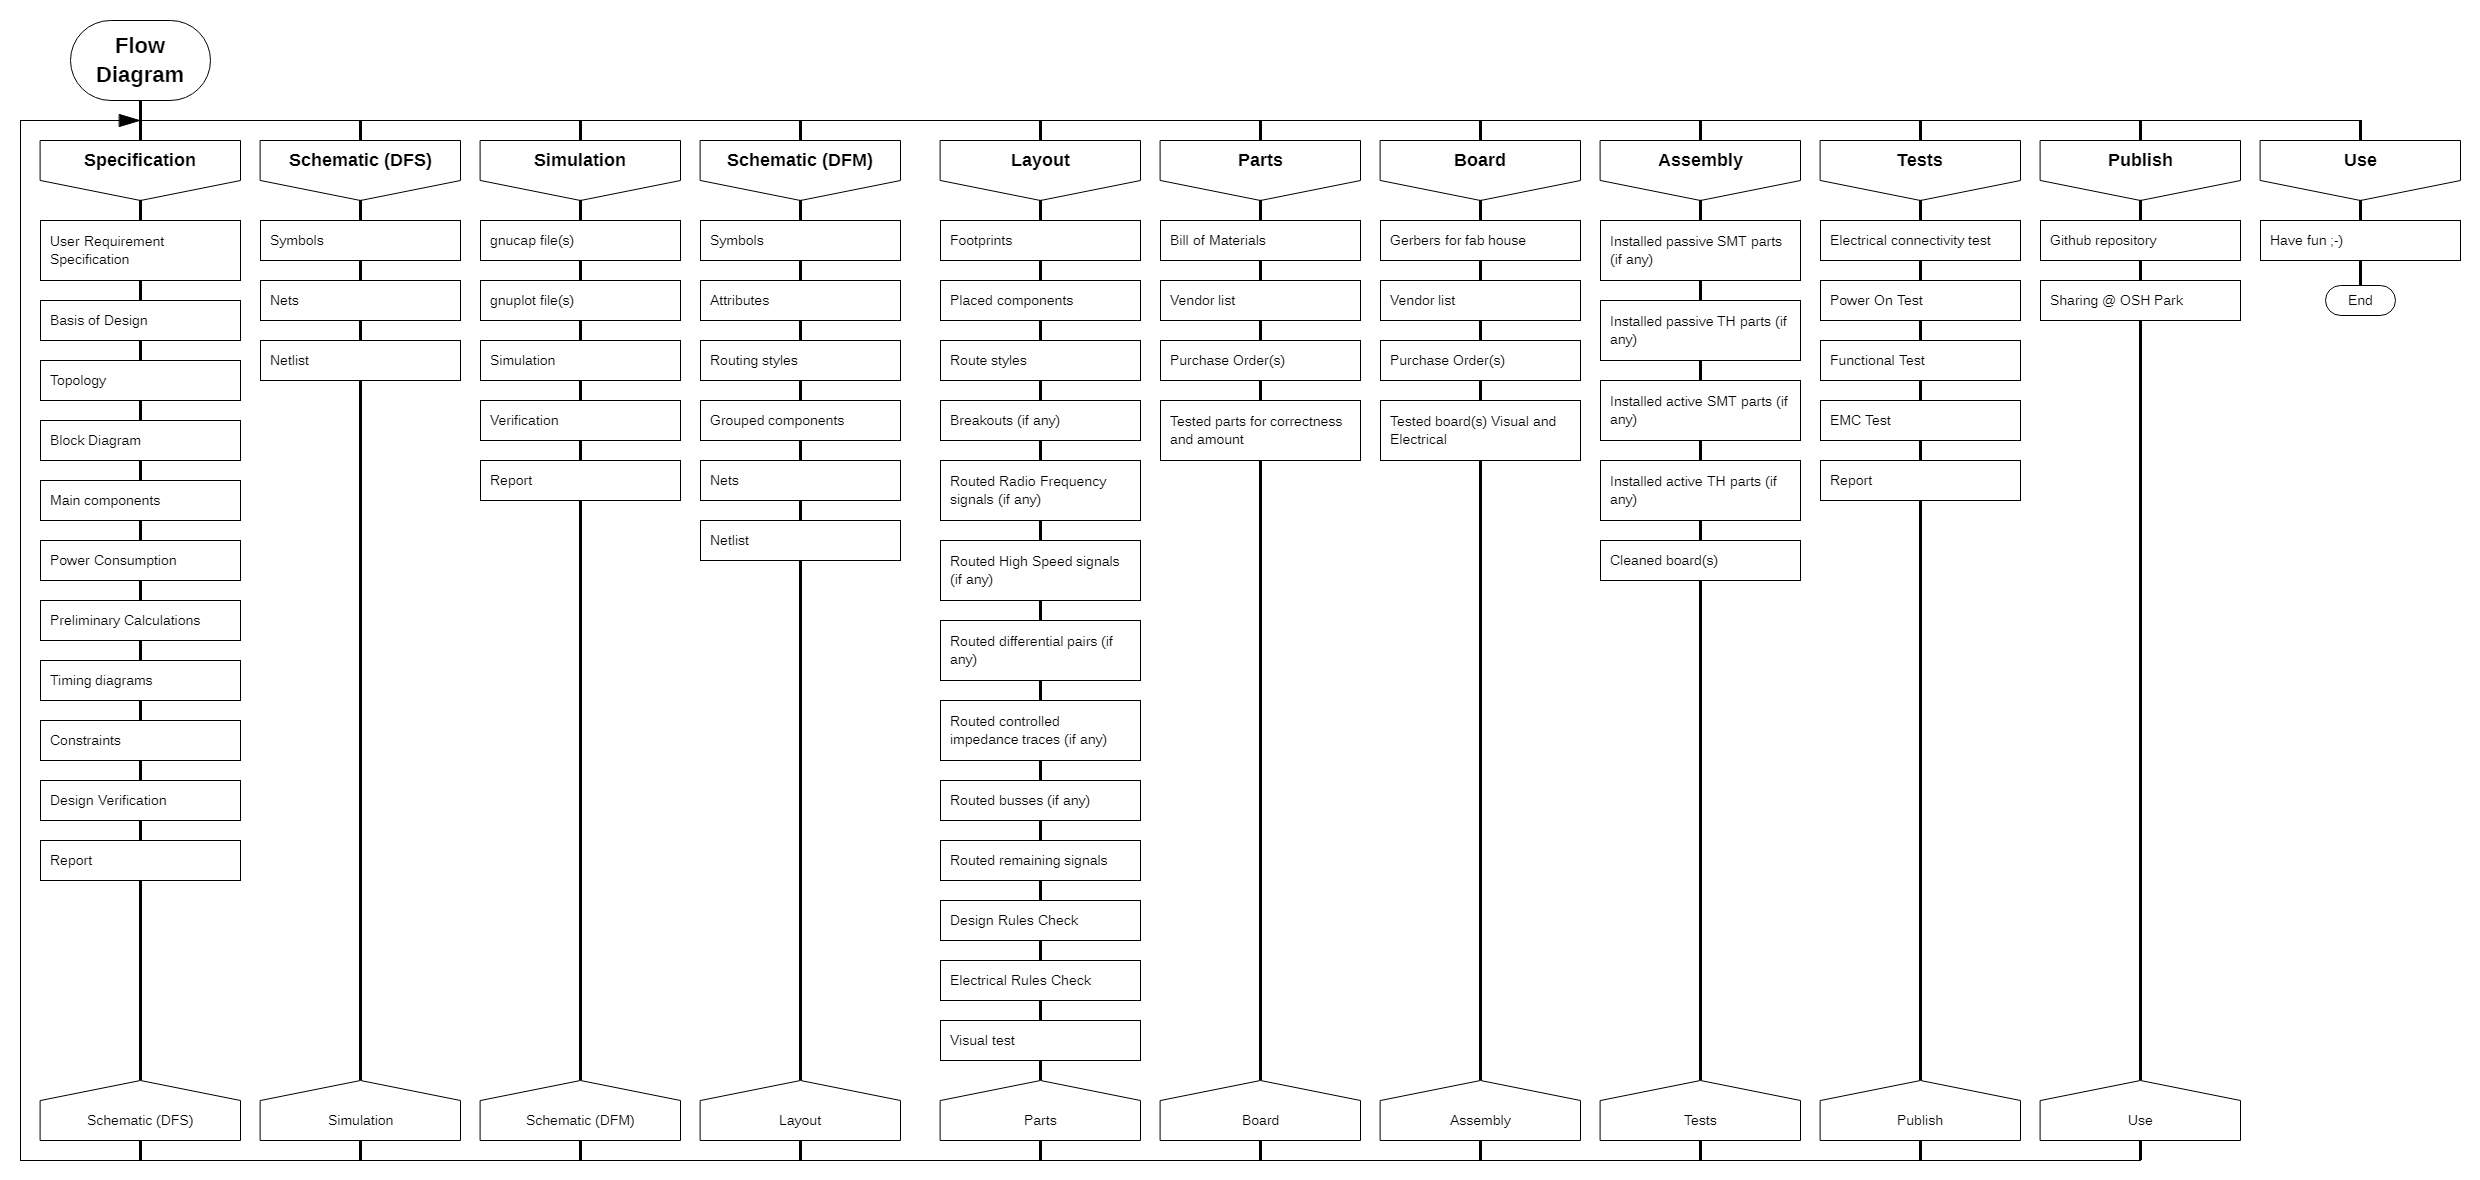 Flow
Diagram
Specification
User Requirement
Specification
Basis of Design
Topology
Block Diagram
Main components
Power Consumption
Preliminary Calculations
Timing diagrams
Constraints
Design Verification
Report
Schematic (DFS)
Schematic (DFS)
Symbols
Nets
Netlist
Simulation
Simulation
gnucap file(s)
gnuplot file(s)
Simulation
Verification
Report
Schematic (DFM)
Schematic (DFM)
Symbols
Attributes
Routing styles
Grouped components
Nets
Netlist
Layout
Layout
Footprints
Placed components
Route styles
Breakouts (if any)
Routed Radio Frequency
signals (if any)
Routed High Speed signals
(if any)
Routed differential pairs (if
any)
Routed controlled
impedance traces (if any)
Routed busses (if any)
Routed remaining signals
Design Rules Check
Electrical Rules Check
Visual test
Parts
Parts
Bill of Materials
Vendor list
Purchase Order(s)
Tested parts for correctness
and amount
Board
Board
Gerbers for fab house
Vendor list
Purchase Order(s)
Tested board(s) Visual and
Electrical
Assembly
Assembly
Installed passive SMT parts
(if any)
Installed passive TH parts (if
any)
Installed active SMT parts (if
any)
Installed active TH parts (if
any)
Cleaned board(s)
Tests
Tests
Electrical connectivity test
Power On Test
Functional Test
EMC Test
Report
Publish
Publish
Github repository
Sharing @ OSH Park
Use
Use
Have fun ;-)
End